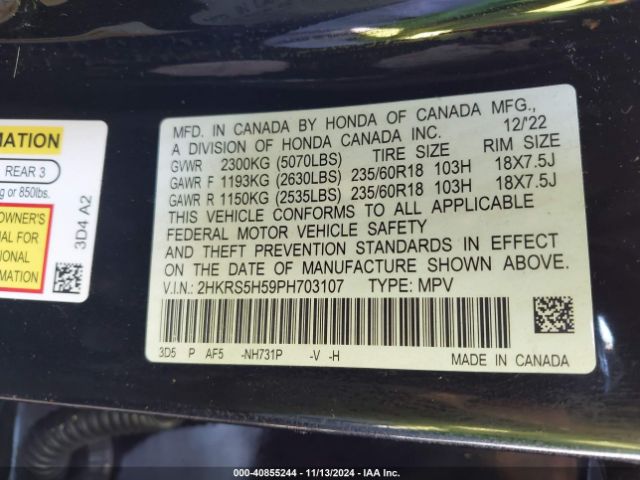 MATION
REAR 3
g or 850lbs.
OWNER'S
UAL FOR
IONAL
RMATION
3D4 A2
MFD. IN CANADA BY HONDA OF CANADA MFG.,
A DIVISION OF HONDA CANADA INC. 12/'22
GVWR 2300KG (5070LBS) TIRE SIZE RIM SIZE
GAWR F 1193KG (2630LBS) 235/60R18 103H 18X7.5J
GAWR R 1150KG (2535LBS) 235/60R18 103H 18X7.5J
THIS VEHICLE CONFORMS TO ALL APPLICABLE
FEDERAL MOTOR VEHICLE SAFETY
AND THEFT PREVENTION STANDARDS IN EFFECT
ON THE DATE OF MANUFACTURE SHOWN ABOVE.
V.I.N.: 2HKRS5H59PH703107 TYPE: MPV
3D5 P AF5 -NH731P -V -H
MADE IN CANADA
000-40855244 - 11/13/2024 - IAA Inc.